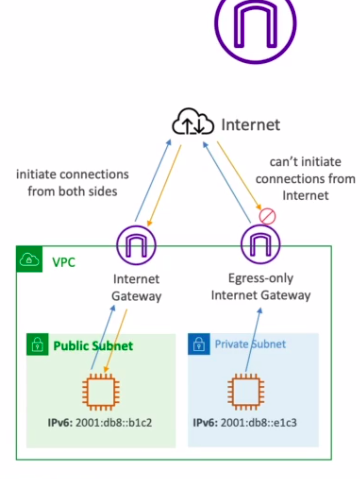 Internet
initiate connections
from both sides
can't initiate
connections from
Internet
VPC
Internet
Gateway
Egress-only
Internet Gateway
Public Subnet
Private Subnet
IPv6: 2001:db8::b1c2
IPv6: 2001:db8::e1c3